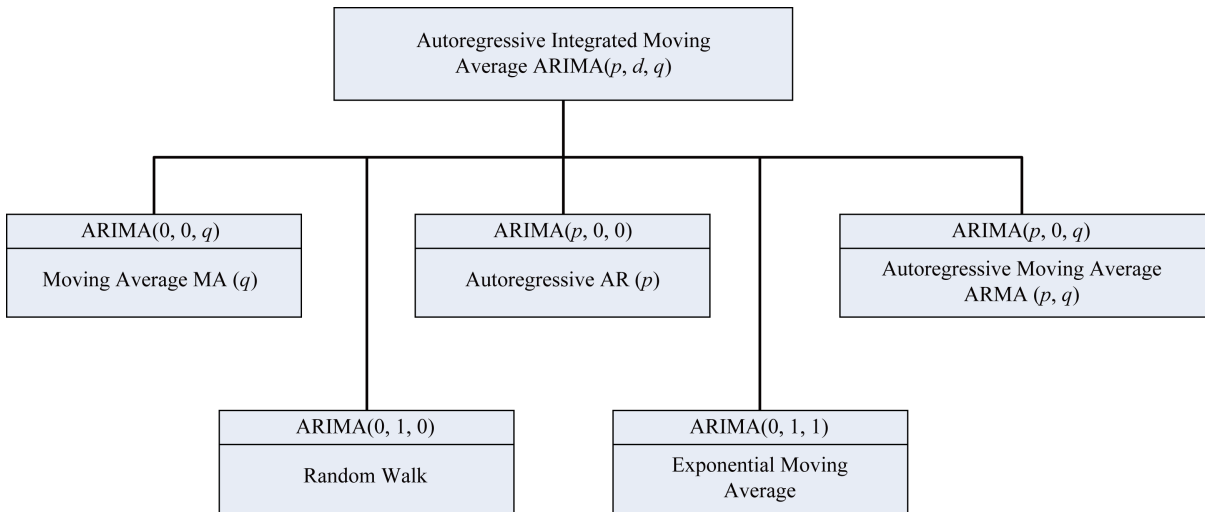 Autoregressive Integrated Moving
Average ARIMA(p, d, q)
ARIMA(0, 0, q)
Moving Average MA (q)
ARIMA(p, 0, 0)
Autoregressive AR (p)
ARIMA(p, 0, q)
Autoregressive Moving Average
ARMA (p, q)
ARIMA(0, 1, 0)
Random Walk
ARIMA(0, 1, 1)
Exponential Moving
Average